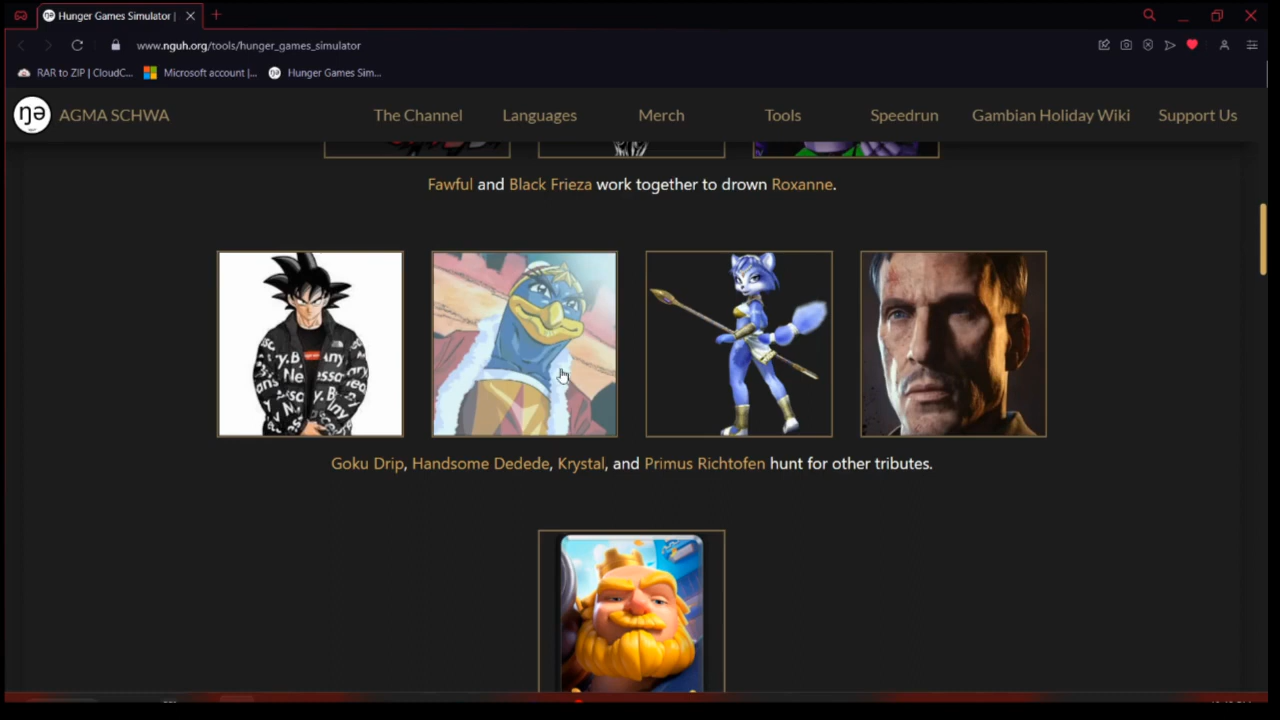 Hunger Games Simulator |
www.nguh.org/tools/hunger_games_simulator
RAR to ZIP | CloudC... Microsoft account |... Hunger Games Sim...
ŋə AGMA SCHWA The Channel Languages Merch Tools Speedrun Gambian Holiday Wiki Support Us
Fawful and Black Frieza work together to drown Roxanne.
Goku Drip, Handsome Dedede, Krystal, and Primus Richtofen hunt for other tributes.